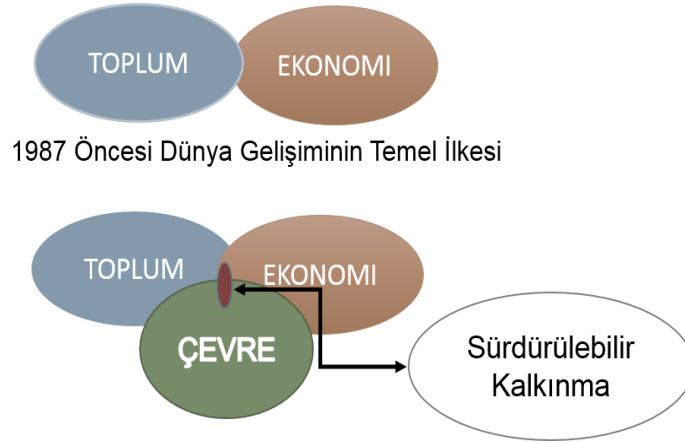 TOPLUM
EKONOMI
1987 Öncesi Dünya Gelişiminin Temel İlkesi
TOPLUM
EKONOMI
ÇEVRE
Sürdürülebilir
Kalkınma